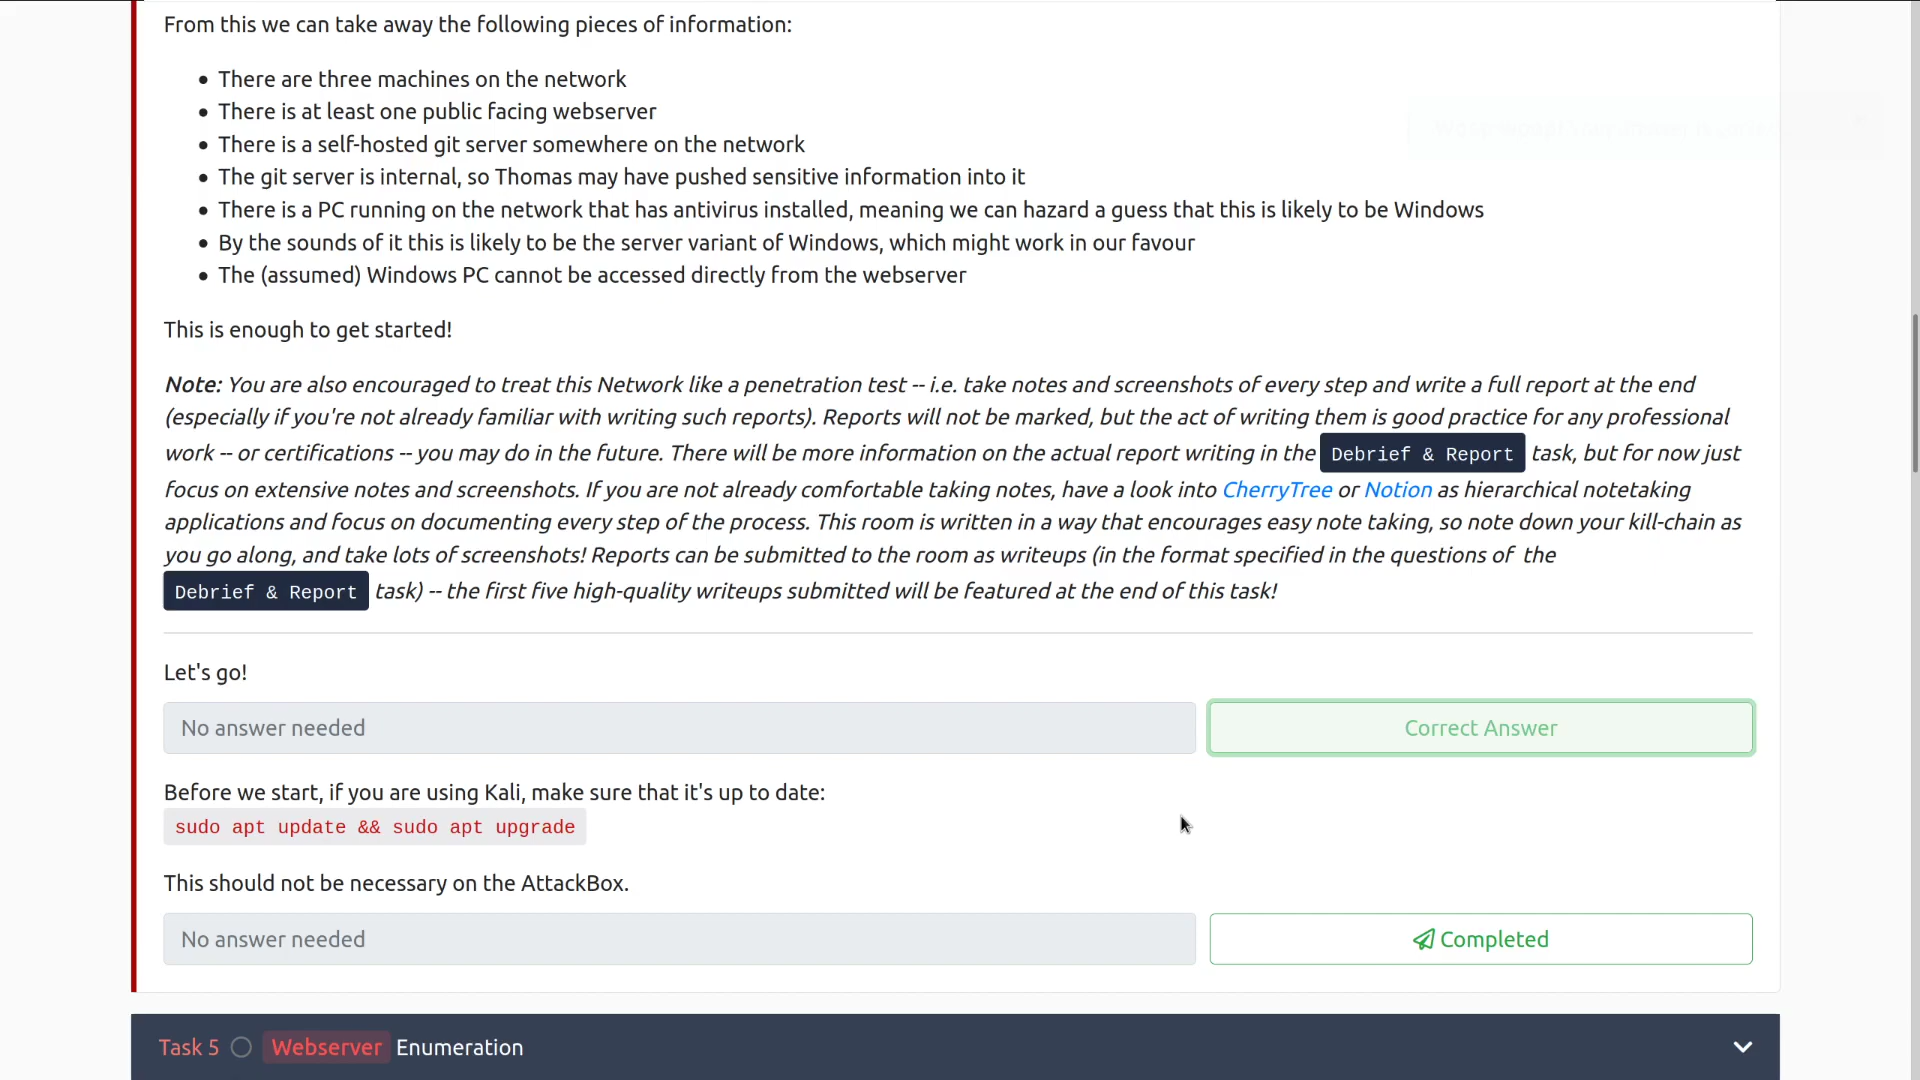 From this we can take away the following pieces of information:
There are three machines on the network
There is at least one public facing webserver
There is a self-hosted git server somewhere on the network
The git server is internal, so Thomas may have pushed sensitive information into it
There is a PC running on the network that has antivirus installed, meaning we can hazard a guess that this is likely to be Windows
By the sounds of it this is likely to be the server variant of Windows, which might work in our favour
The (assumed) Windows PC cannot be accessed directly from the webserver
This is enough to get started!
Note: You are also encouraged to treat this Network like a penetration test -- i.e. take notes and screenshots of every step and write a full report at the end
(especially if you're not already familiar with writing such reports). Reports will not be marked, but the act of writing them is good practice for any professional
work -- or certifications -- you may do in the future. There will be more information on the actual report writing in the Debrief & Report task, but for now just
focus on extensive notes and screenshots. If you are not already comfortable taking notes, have a look into CherryTree or Notion as hierarchical notetaking
applications and focus on documenting every step of the process. This room is written in a way that encourages easy note taking, so note down your kill-chain as
you go along, and take lots of screenshots! Reports can be submitted to the room as writeups (in the format specified in the questions of the
Debrief & Report task) -- the first five high-quality writeups submitted will be featured at the end of this task!
Let's go!
No answer needed
Correct Answer
Before we start, if you are using Kali, make sure that it's up to date:
sudo apt update && sudo apt upgrade
This should not be necessary on the AttackBox.
No answer needed
Completed
Task 5 Webserver Enumeration